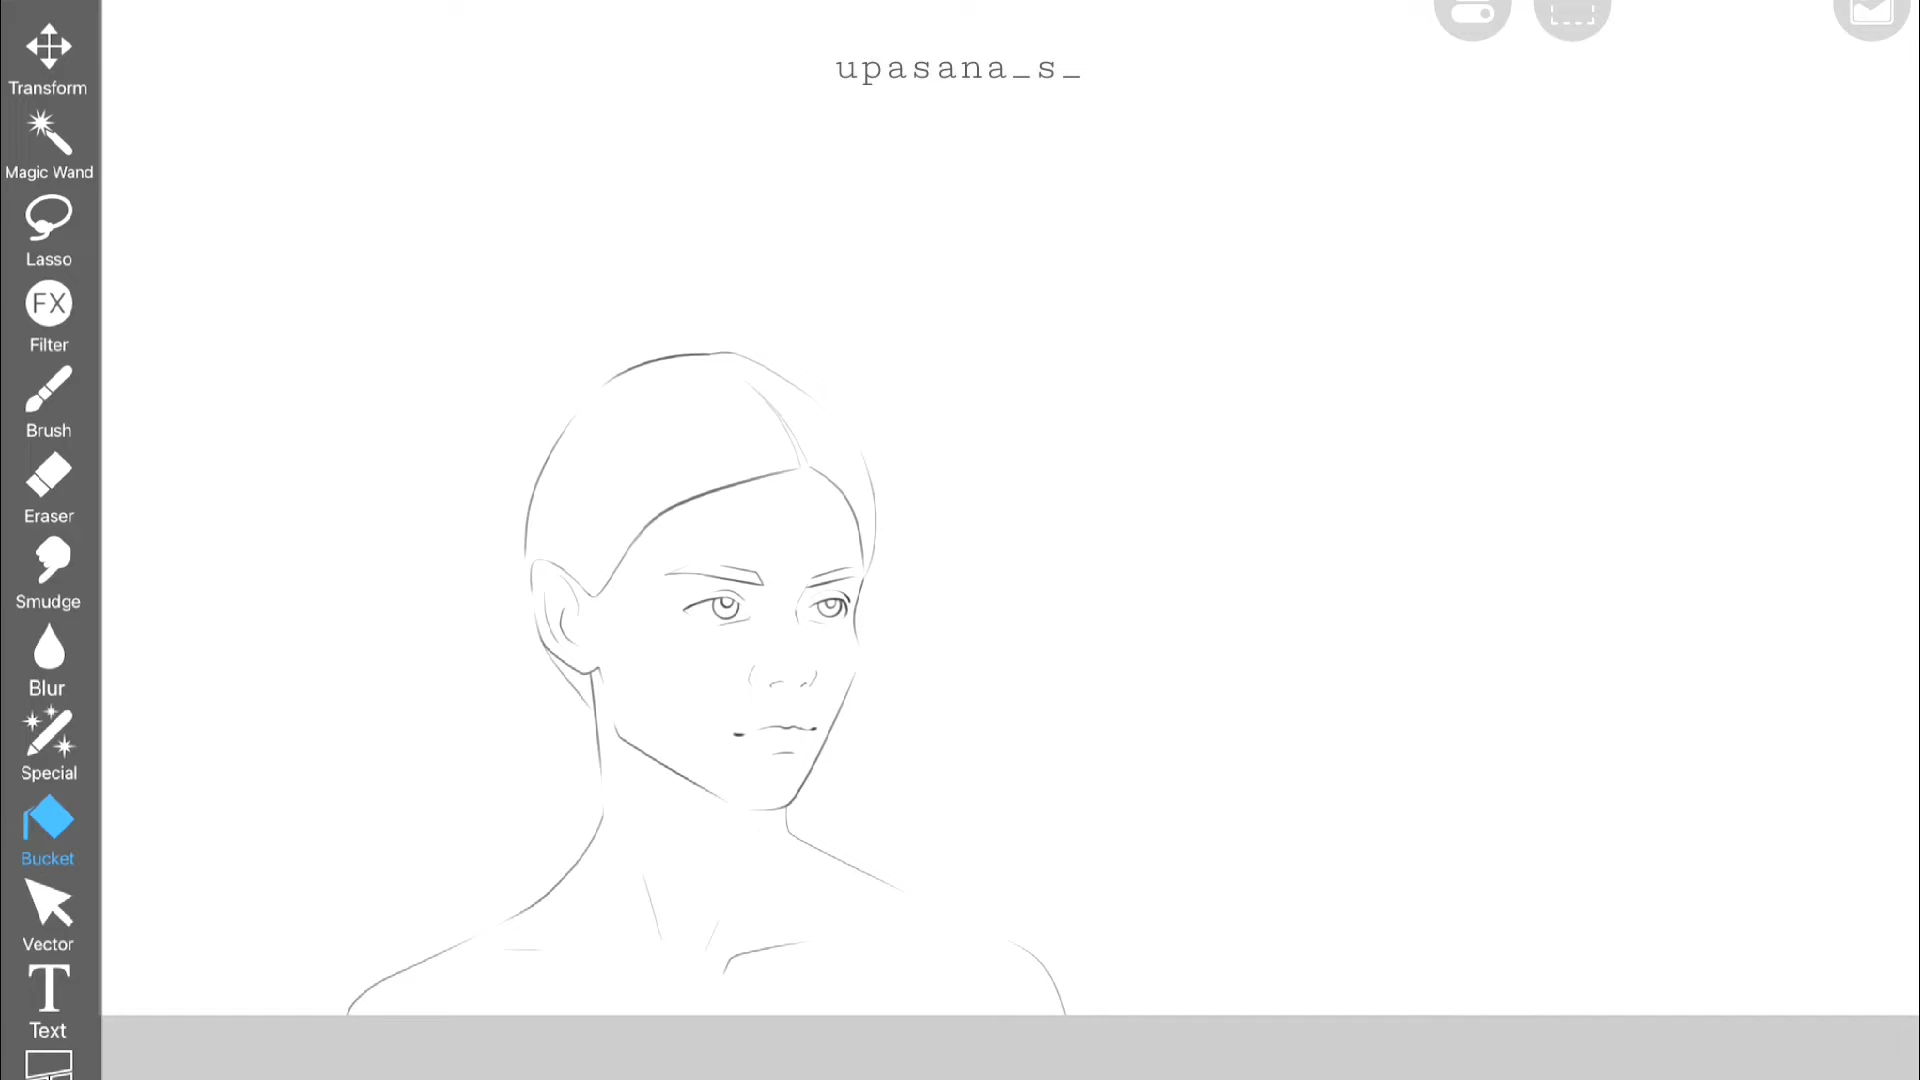 upasana_s_
Transform
Magic Wand
Lasso
FX
Filter
Brush
Eraser
Smudge
Blur
Special
Bucket
Vector
T
Text